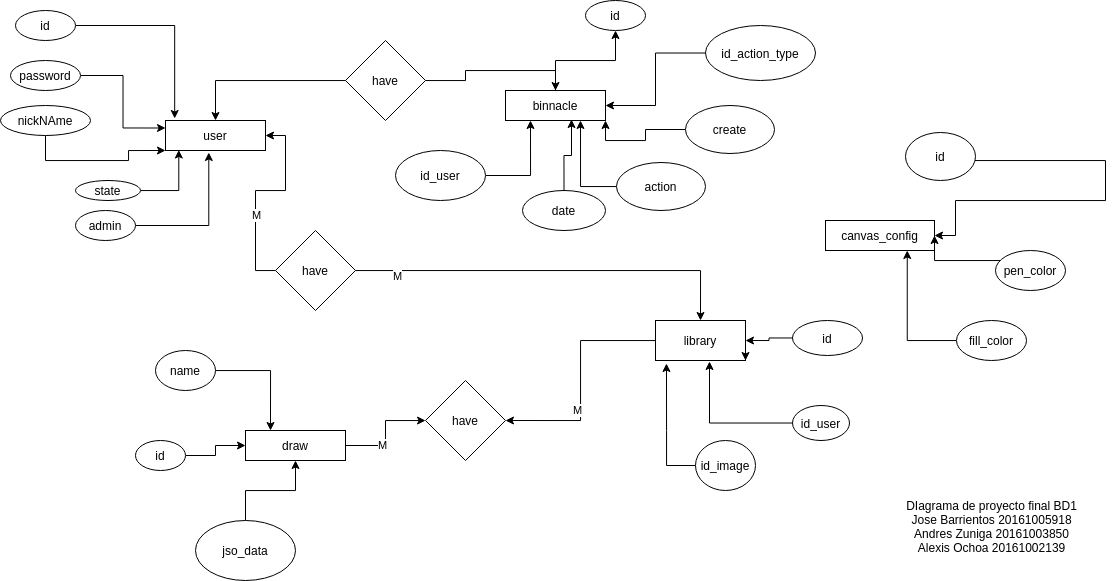 id
id
id_action_type
password
have
binnacle
nickNAme
user
create
id
id_user
action
state
date
admin
M
canvas_config
have
M
pen_color
library
id
fill_color
name
M
have
id_user
id
draw
M
id_image
jso_data
DIagrama de proyecto final BD1
Jose Barrientos 20161005918
Andres Zuniga 20161003850
Alexis Ochoa 20161002139